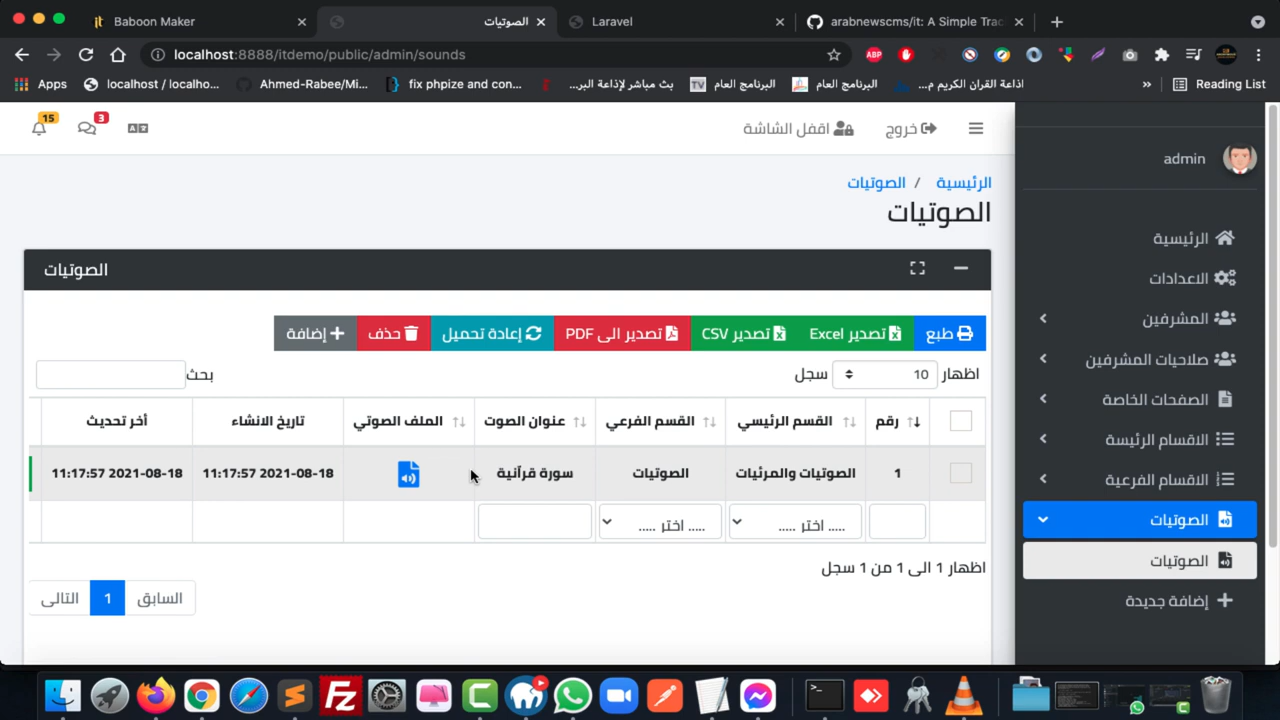 Baboon Maker
الصوتيات
Laravel
arabnewscms/it: A Simple Trac
localhost:8888/itdemo/public/admin/sounds
ABP
Apps
localhost / localho...
Ahmed-Rabee/Mi...
fix phpize and con...
بث مباشر لإذاعة البر...
TV
البرنامج العام
البرنامج العام
اذاعة القران الكريم م...
»
Reading List
admin
خروج
اقفل الشاشة
3
15
الرئيسية / الصوتيات
الصوتيات
الصوتيات
طبع
تصدير Excel
تصدير CSV
تصدير الى PDF
إعادة تحميل
حذف
إضافة
اظهار 10 سجل
بحث
رقم
القسم الرئيسي
القسم الفرعي
عنوان الصوت
الملف الصوتي
تاريخ الانشاء
أخر تحديث
1
الصوتيات والمرئيات
الصوتيات
سورة قرآنية
2021-08-18 11:17:57
2021-08-18 11:17:57
..... اختر .....
..... اختر .....
اظهار 1 الى 1 من 1 سجل
السابق
1
التالى
الرئيسية
الاعدادات
المشرفين
صلاحيات المشرفين
الصفحات الخاصة
الاقسام الرئيسة
الاقسام الفرعية
الصوتيات
الصوتيات
إضافة جديدة